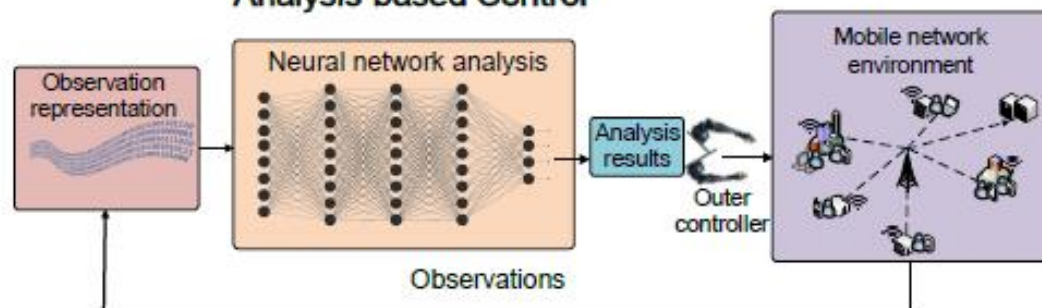 Analysis-based Control
Neural network analysis
Mobile network
environment
Observation
representation
Analysis
results
Outer
controller
Observations